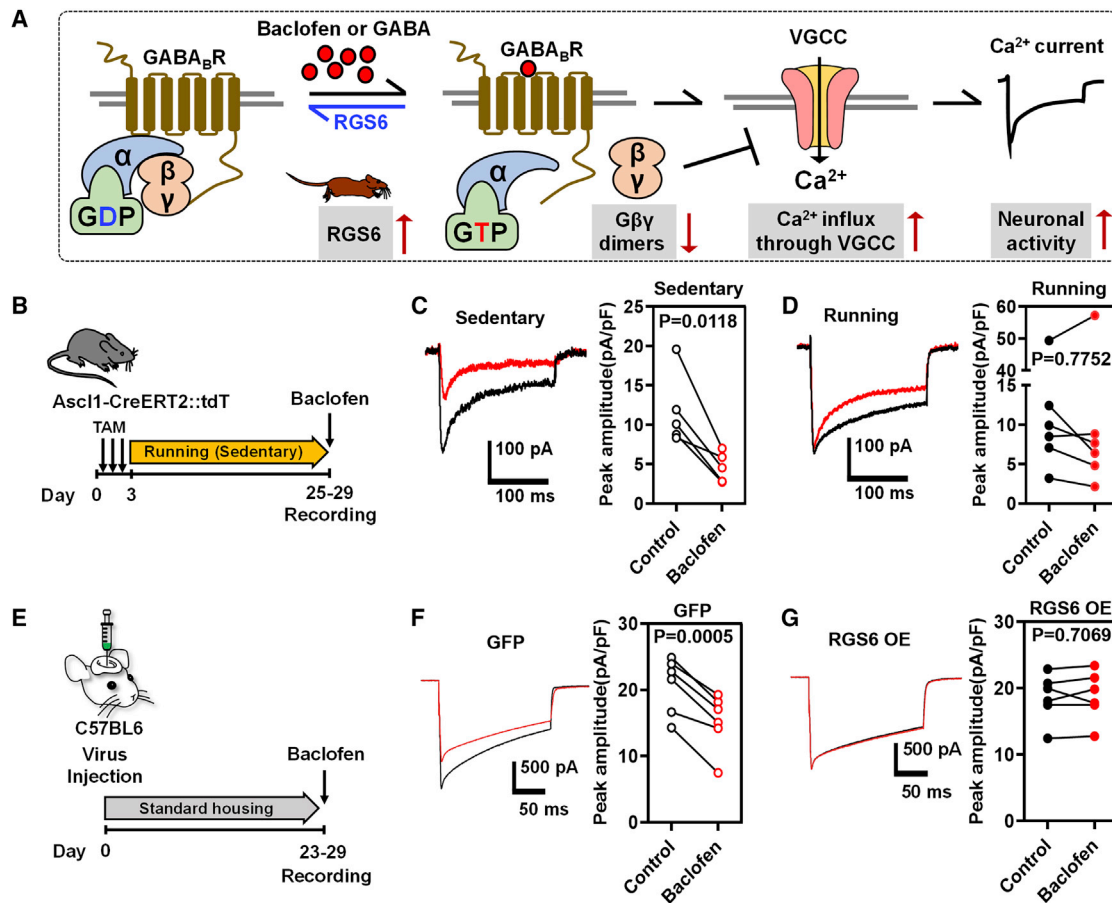 A
GABA_BR
Baclofen or GABA
RGS6
GABA_BR
VGCC
Ca²⁺ current
α
β
γ
GDP
α
GTP
β
γ
Ca²⁺
RGS6
Gβγ
dimers
Ca²⁺ influx
through VGCC
Neuronal
activity
B
Ascl1-CreERT2::tdT
TAM
Baclofen
Running (Sedentary)
Day 0 3 25-29
Recording
C
Sedentary
100 pA
100 ms
Sedentary
P=0.0118
Peak amplitude(pA/pF)
25
20
15
10
5
0
Control
Baclofen
D
Running
100 pA
100 ms
Running
P=0.7752
Peak amplitude(pA/pF)
60
50
40
15
10
5
0
Control
Baclofen
E
C57BL6
Virus
Injection
Baclofen
Standard housing
Day 0 23-29
Recording
F
GFP
500 pA
50 ms
GFP
P=0.0005
Peak amplitude(pA/pF)
30
20
10
0
Control
Baclofen
G
RGS6 OE
500 pA
50 ms
RGS6 OE
P=0.7069
Peak amplitude(pA/pF)
30
20
10
0
Control
Baclofen